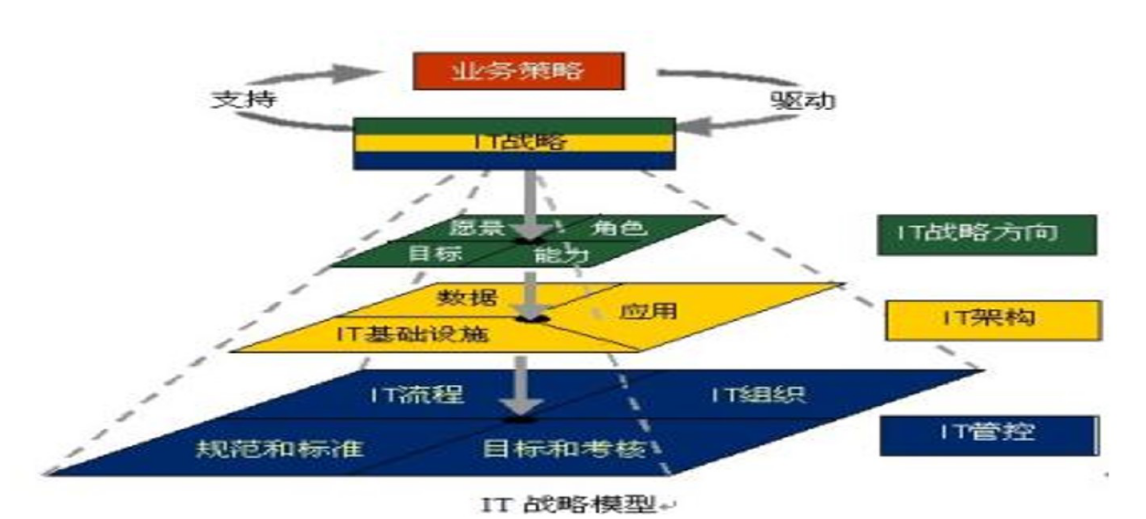 业务策略
支持
驱动
IT战略
愿景 角色
IT战略方向
目标 能力
数据
应用
IT架构
IT基础设施
IT流程 IT组织
IT管控
规范和标准 目标和考核
IT 战略模型